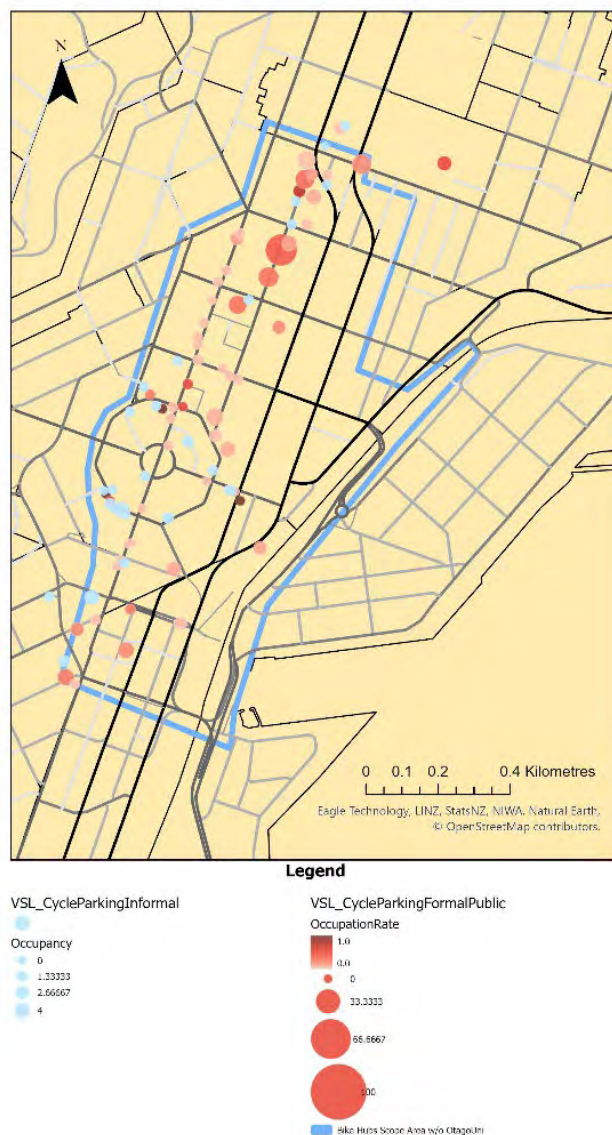 N
0 0.1 0.2 0.4 Kilometres
Eagle Technology, LINZ, StatsNZ, NIWA, Natural Earth,
© OpenStreetMap contributors.
Legend
VSL_CycleParkingInformal
Occupancy
0
1.33333
2.66667
4
VSL_CycleParkingFormalPublic
OccupationRate
1.0
0.0
0
33.3333
66.6667
100
Bike Hubs Scope Area w/o OtagoUni